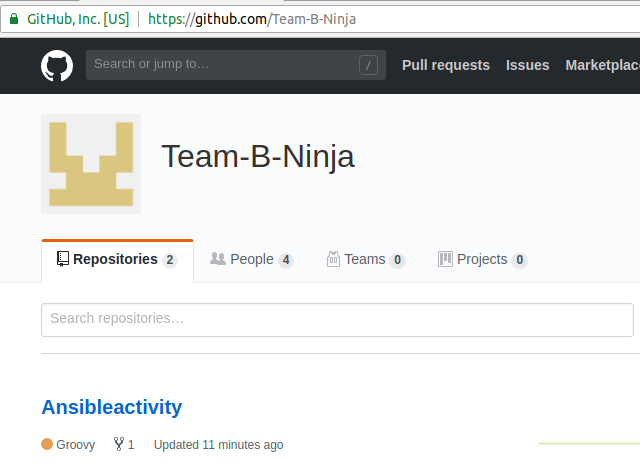 GitHub, Inc. [US] https://github.com/Team-B-Ninja
Search or jump to… / Pull requests Issues Marketplac
Team-B-Ninja
Repositories 2 People 4 Teams 0 Projects 0
Search repositories…
Ansibleactivity
Groovy 1 Updated 11 minutes ago